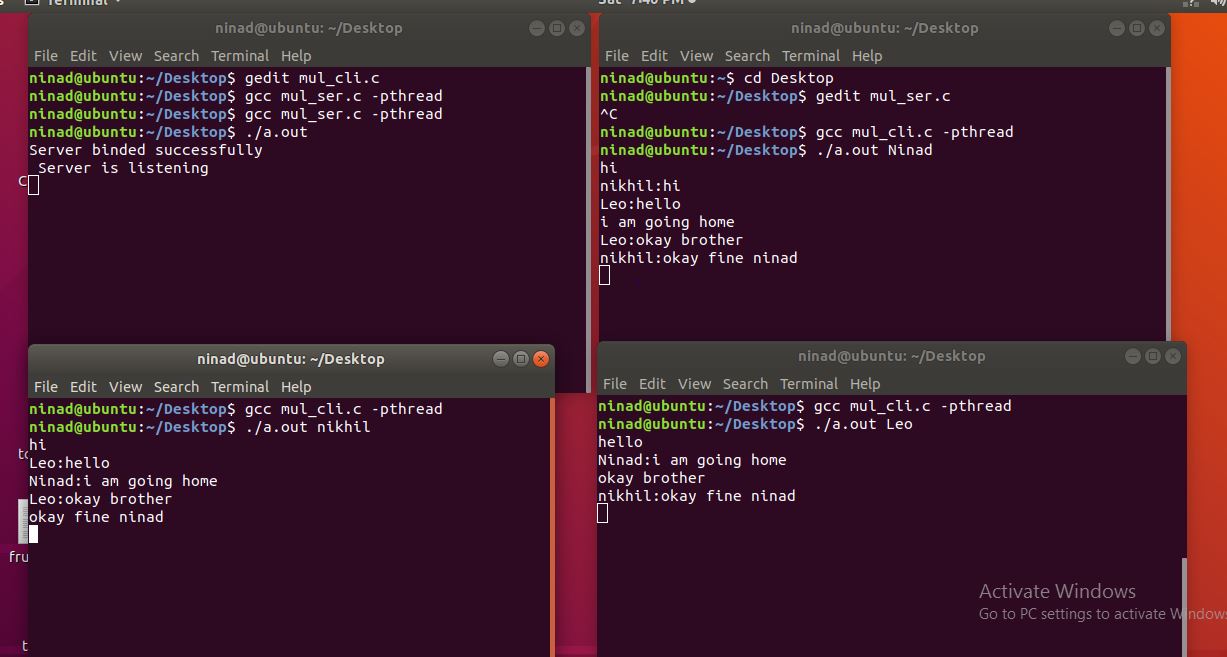 Terminal
Sat 7:40 PM
ninad@ubuntu: ~/Desktop
File Edit View Search Terminal Help
ninad@ubuntu:~/Desktop$ gedit mul_cli.c
ninad@ubuntu:~/Desktop$ gcc mul_ser.c -pthread
ninad@ubuntu:~/Desktop$ gcc mul_ser.c -pthread
ninad@ubuntu:~/Desktop$ ./a.out
Server binded successfully
Server is listening
ninad@ubuntu: ~/Desktop
File Edit View Search Terminal Help
ninad@ubuntu:~$ cd Desktop
ninad@ubuntu:~/Desktop$ gedit mul_ser.c
^C
ninad@ubuntu:~/Desktop$ gcc mul_cli.c -pthread
ninad@ubuntu:~/Desktop$ ./a.out Ninad
hi
nikhil:hi
Leo:hello
i am going home
Leo:okay brother
nikhil:okay fine ninad
ninad@ubuntu: ~/Desktop
File Edit View Search Terminal Help
ninad@ubuntu:~/Desktop$ gcc mul_cli.c -pthread
ninad@ubuntu:~/Desktop$ ./a.out nikhil
hi
Leo:hello
Ninad:i am going home
Leo:okay brother
okay fine ninad
ninad@ubuntu: ~/Desktop
File Edit View Search Terminal Help
ninad@ubuntu:~/Desktop$ gcc mul_cli.c -pthread
ninad@ubuntu:~/Desktop$ ./a.out Leo
hello
Ninad:i am going home
okay brother
nikhil:okay fine ninad
Activate Windows
Go to PC settings to activate Windows